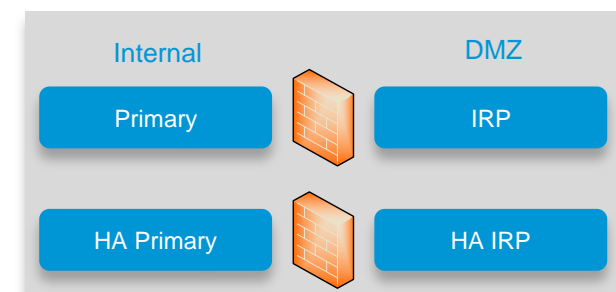 Internal
DMZ
Primary
IRP
HA Primary
HA IRP